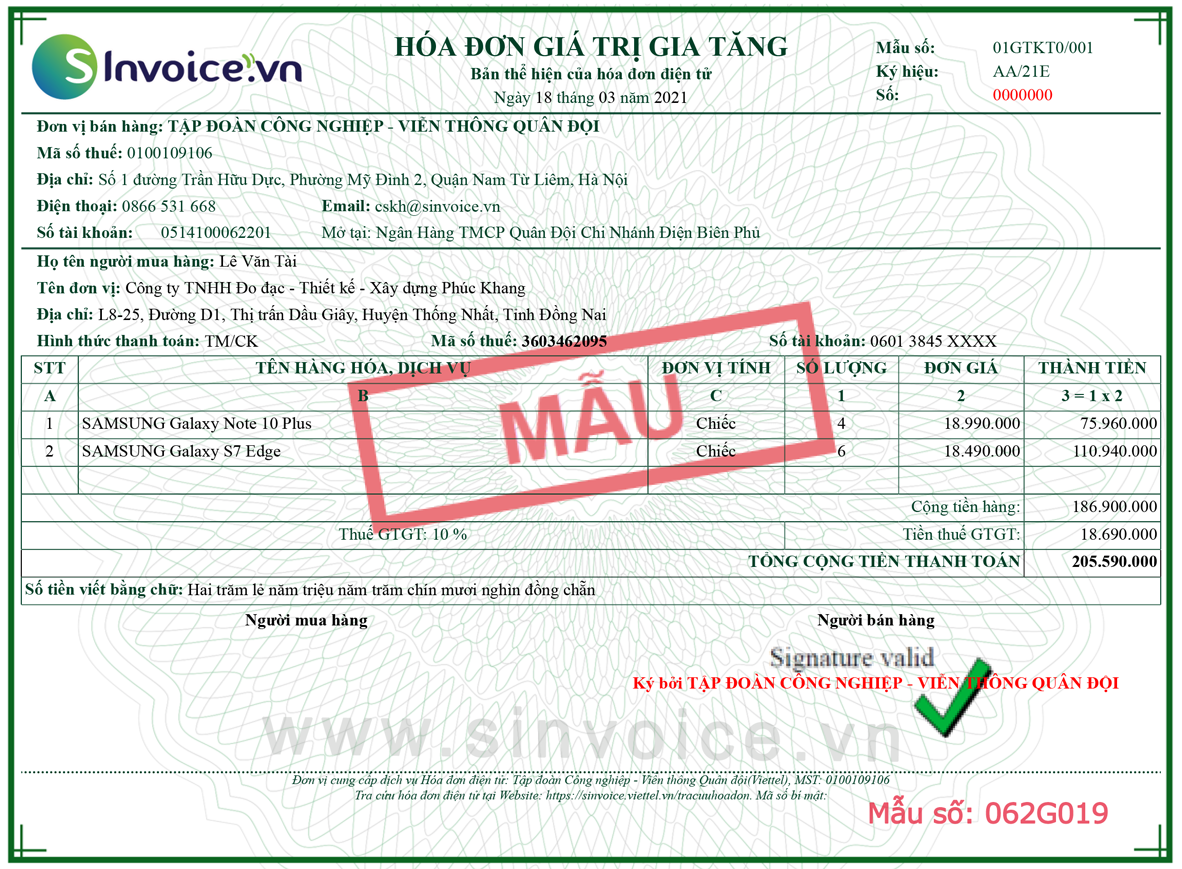 SInvoice.vn
HÓA ĐƠN GIÁ TRỊ GIA TĂNG
Bản thể hiện của hóa đơn điện tử
Ngày 18 tháng 03 năm 2021
Mẫu số: 01GTKT0/001
Ký hiệu: AA/21E
Số: 0000000
Đơn vị bán hàng: TẬP ĐOÀN CÔNG NGHIỆP - VIỄN THÔNG QUÂN ĐỘI
Mã số thuế: 0100109106
Địa chỉ: Số 1 đường Trần Hữu Dực, Phường Mỹ Đình 2, Quận Nam Từ Liêm, Hà Nội
Điện thoại: 0866 531 668 Email: cskh@sinvoice.vn
Số tài khoản: 0514100062201 Mở tại: Ngân Hàng TMCP Quân Đội Chi Nhánh Điện Biên Phủ
Họ tên người mua hàng: Lê Văn Tài
Tên đơn vị: Công ty TNHH Đo đạc - Thiết kế - Xây dựng Phúc Khang
Địa chỉ: L8-25, Đường D1, Thị trấn Dầu Giây, Huyện Thống Nhất, Tỉnh Đồng Nai
Hình thức thanh toán: TM/CK Mã số thuế: 3603462095 Số tài khoản: 0601 3845 XXXX
STT TÊN HÀNG HÓA, DỊCH VỤ ĐƠN VỊ TÍNH SỐ LƯỢNG ĐƠN GIÁ THÀNH TIỀN
A B C 1 2 3 = 1 x 2
1 SAMSUNG Galaxy Note 10 Plus Chiếc 4 18.990.000 75.960.000
2 SAMSUNG Galaxy S7 Edge Chiếc 6 18.490.000 110.940.000
MẪU
Cộng tiền hàng: 186.900.000
Thuế GTGT: 10 % Tiền thuế GTGT: 18.690.000
TỔNG CỘNG TIỀN THANH TOÁN 205.590.000
Số tiền viết bằng chữ: Hai trăm lẻ năm triệu năm trăm chín mươi nghìn đồng chẵn
Người mua hàng Người bán hàng
Signature valid
Ký bởi TẬP ĐOÀN CÔNG NGHIỆP - VIỄN THÔNG QUÂN ĐỘI
www.sinvoice.vn
Đơn vị cung cấp dịch vụ Hóa đơn điện tử: Tập đoàn Công nghiệp - Viễn thông Quân đội(Viettel), MST: 0100109106
Tra cứu hóa đơn điện tử tại Website: https://sinvoice.viettel.vn/tracuuhoadon. Mã số bí mật:
Mẫu số: 062G019